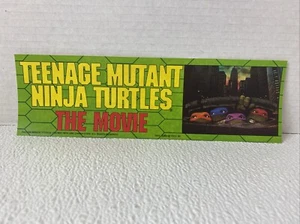 TEENAGE MUTANT
NINJA TURTLES
THE MOVIE